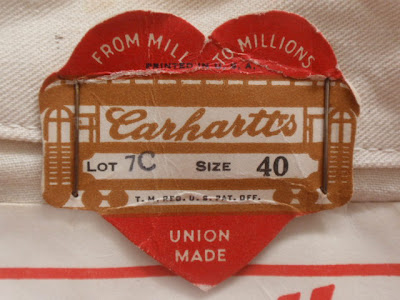 FROM MILL TO MILLIONS
PRINTED IN U. S. A.
Carhartt's
LOT 7C SIZE 40
T. M. REG. U. S. PAT. OFF.
UNION
MADE